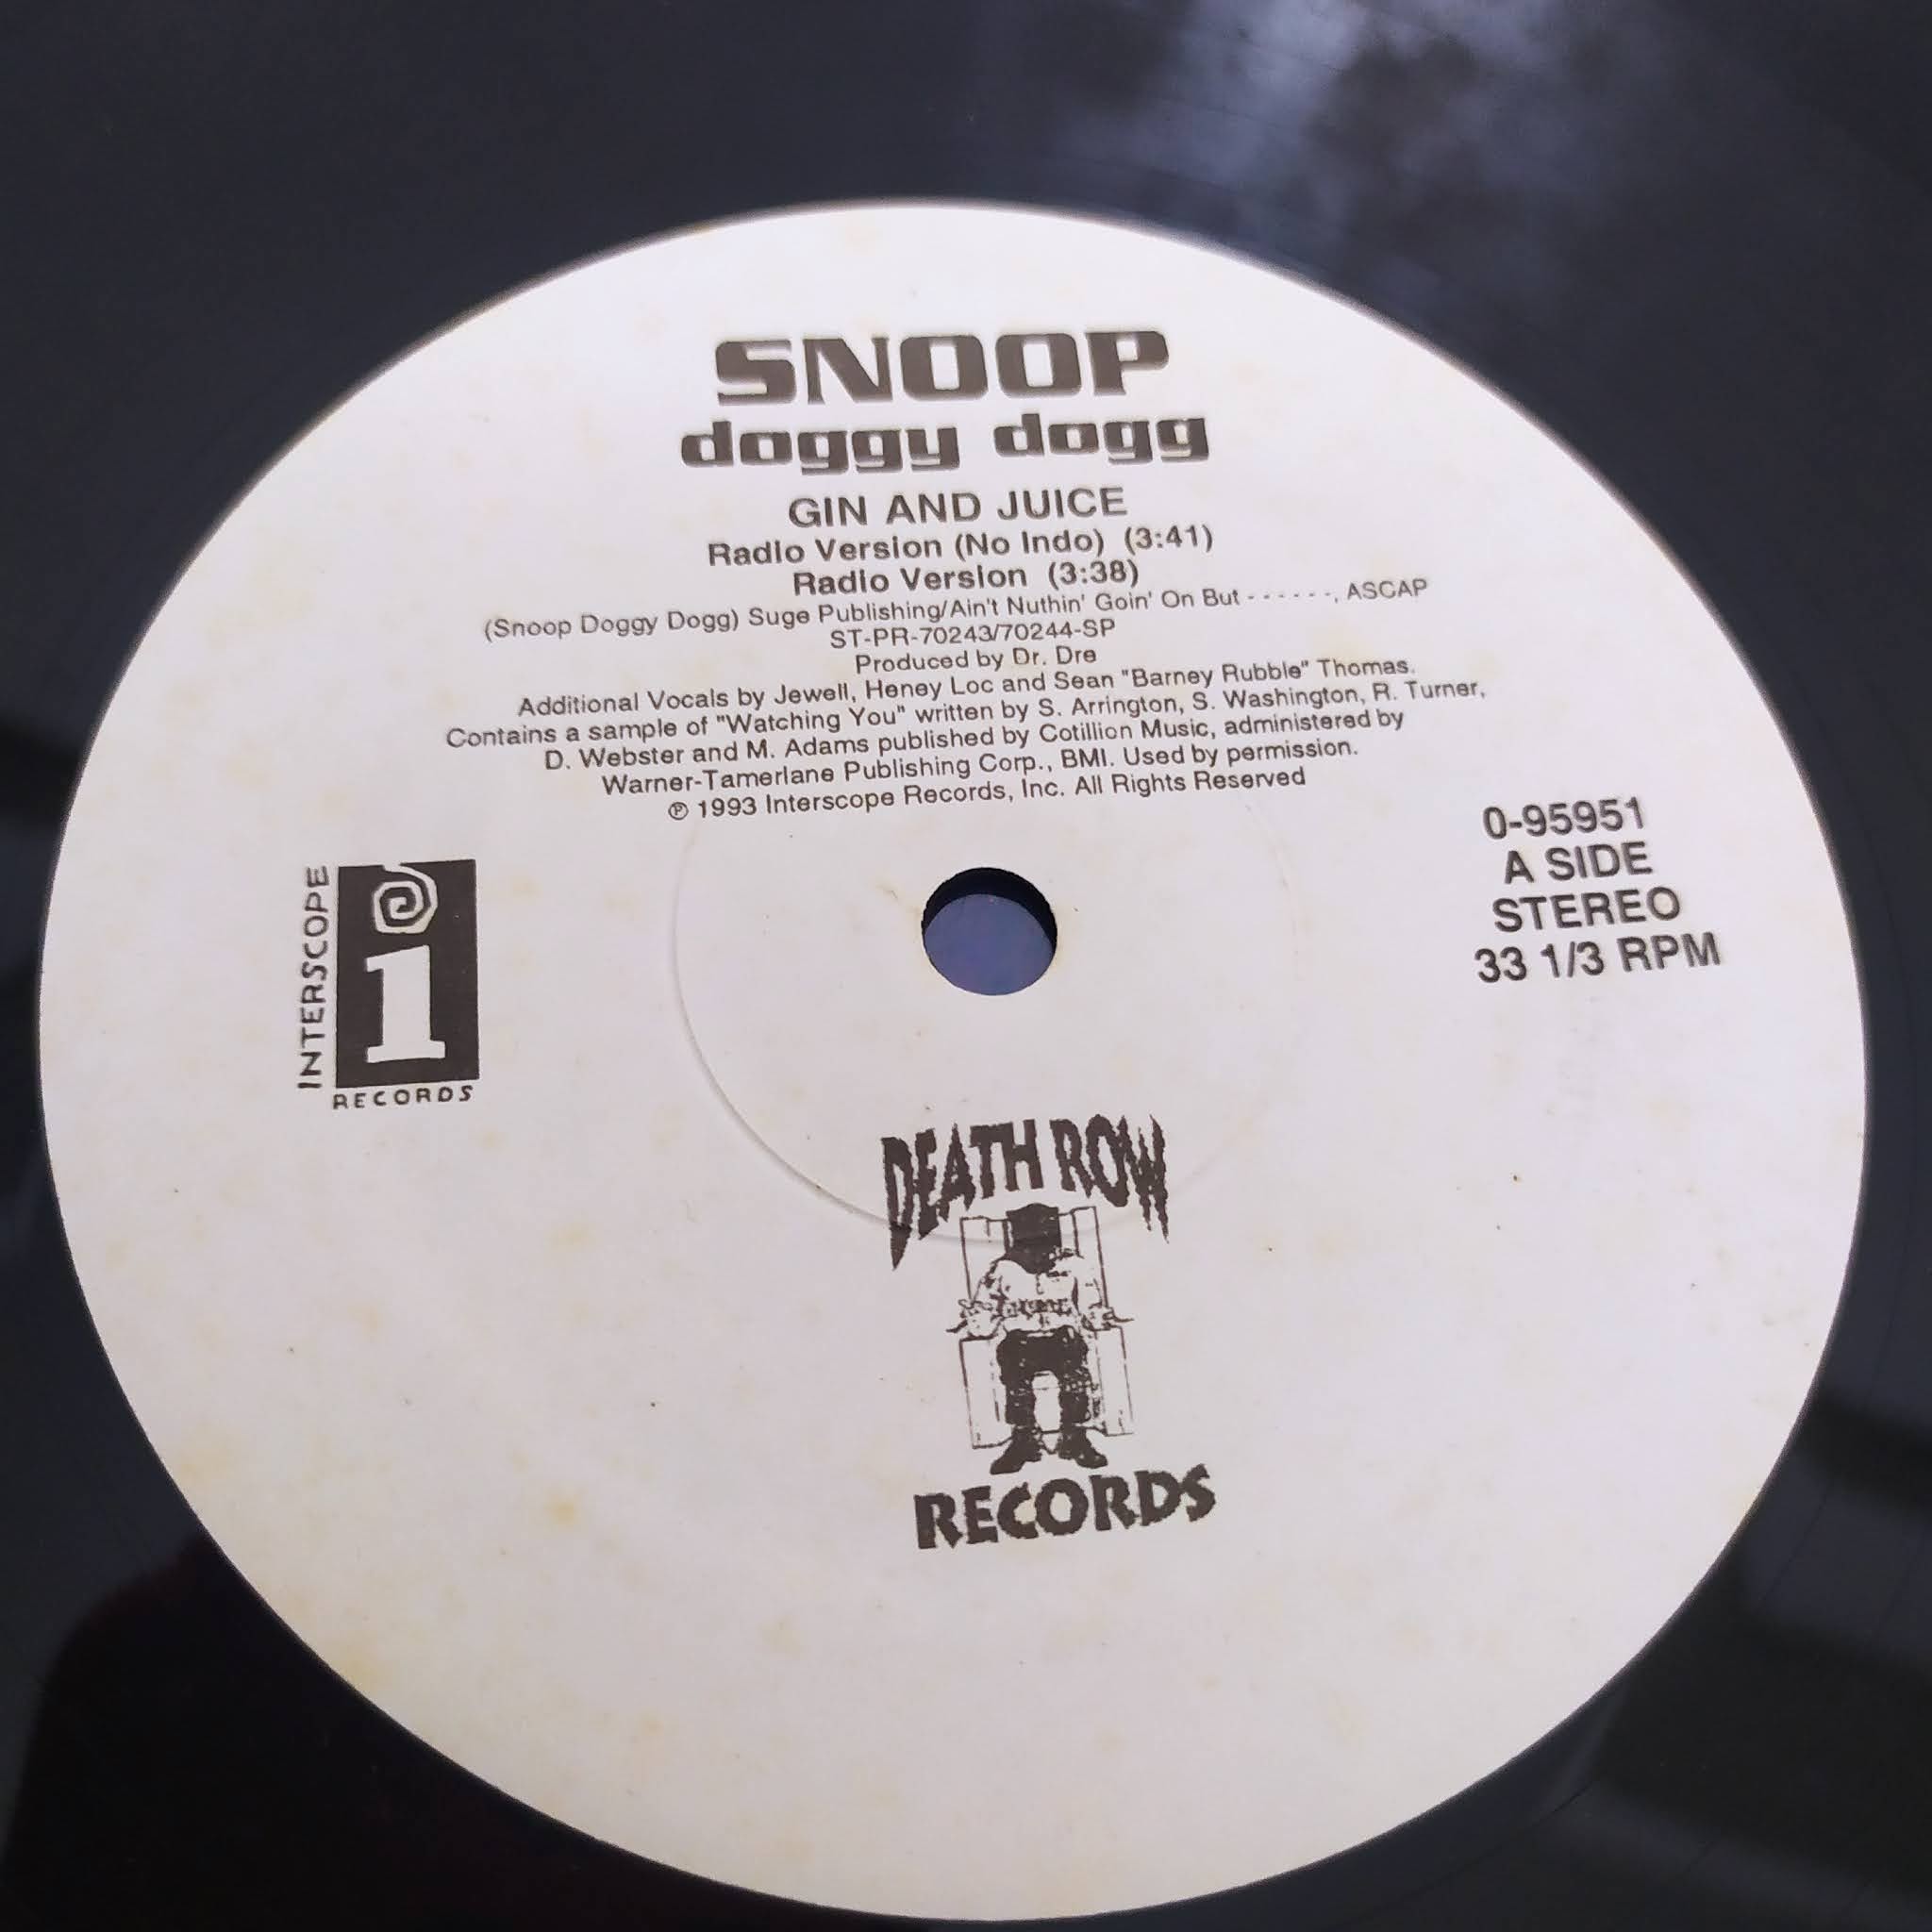 SNOOP
doggy dogg
GIN AND JUICE
Radio Version (No Indo) (3:41)
Radio Version (3:38)
(Snoop Doggy Dogg) Suge Publishing/Ain't Nuthin' Goin' On But - - - - - -, ASCAP
ST-PR-70243/70244-SP
Produced by Dr. Dre
Additional Vocals by Jewell, Heney Loc and Sean "Barney Rubble" Thomas.
Contains a sample of "Watching You" written by S. Arrington, S. Washington, R. Turner,
D. Webster and M. Adams published by Cotillion Music, administered by
Warner-Tamerlane Publishing Corp., BMI. Used by permission.
℗ 1993 Interscope Records, Inc. All Rights Reserved
0-95951
A SIDE
STEREO
33 1/3 RPM
INTERSCOPE
i
RECORDS
DEATH ROW
RECORDS